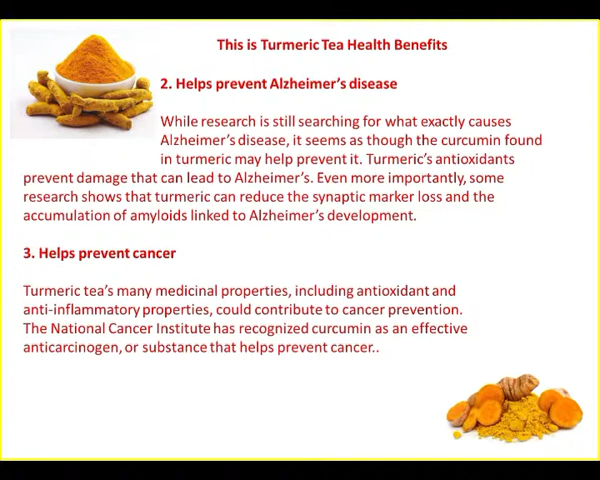 This is Turmeric Tea Health Benefits
2. Helps prevent Alzheimer's disease
While research is still searching for what exactly causes
Alzheimer's disease, it seems as though the curcumin found
in turmeric may help prevent it. Turmeric's antioxidants
prevent damage that can lead to Alzheimer's. Even more importantly, some
research shows that turmeric can reduce the synaptic marker loss and the
accumulation of amyloids linked to Alzheimer's development.
3. Helps prevent cancer
Turmeric tea's many medicinal properties, including antioxidant and
anti-inflammatory properties, could contribute to cancer prevention.
The National Cancer Institute has recognized curcumin as an effective
anticarcinogen, or substance that helps prevent cancer..